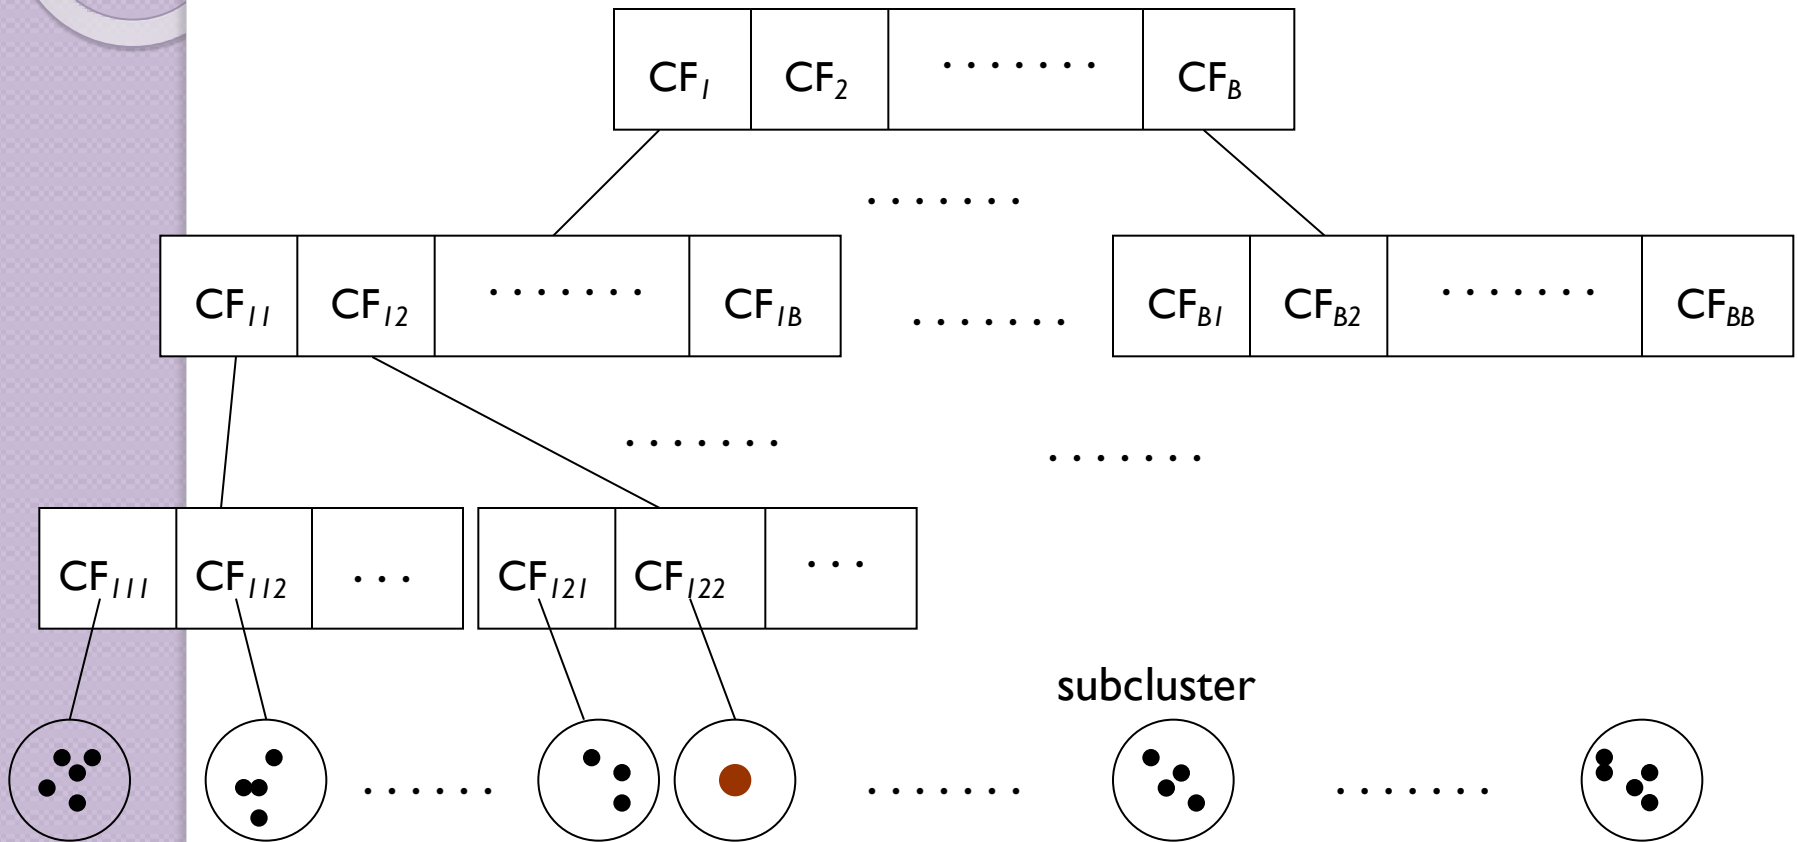 CF1 CF2 ....... CFB
.......
CF11 CF12 ....... CF1B ....... CFB1 CFB2 ....... CFBB
....... .......
CF111 CF112 ... CF121 CF122 ...
subcluster
...... ....... .......